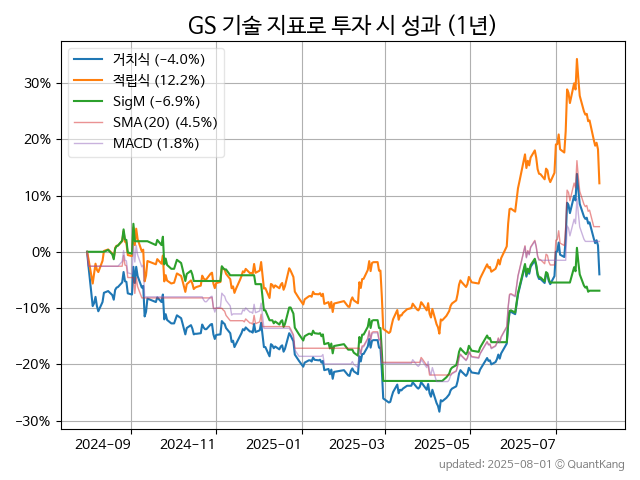 GS 기술 지표로 투자 시 성과 (1년)
거치식 (-4.0%)
적립식 (12.2%)
SigM (-6.9%)
SMA(20) (4.5%)
MACD (1.8%)
30%
20%
10%
0%
-10%
-20%
-30%
2024-09 2024-11 2025-01 2025-03 2025-05 2025-07
updated: 2025-08-01 © QuantKang